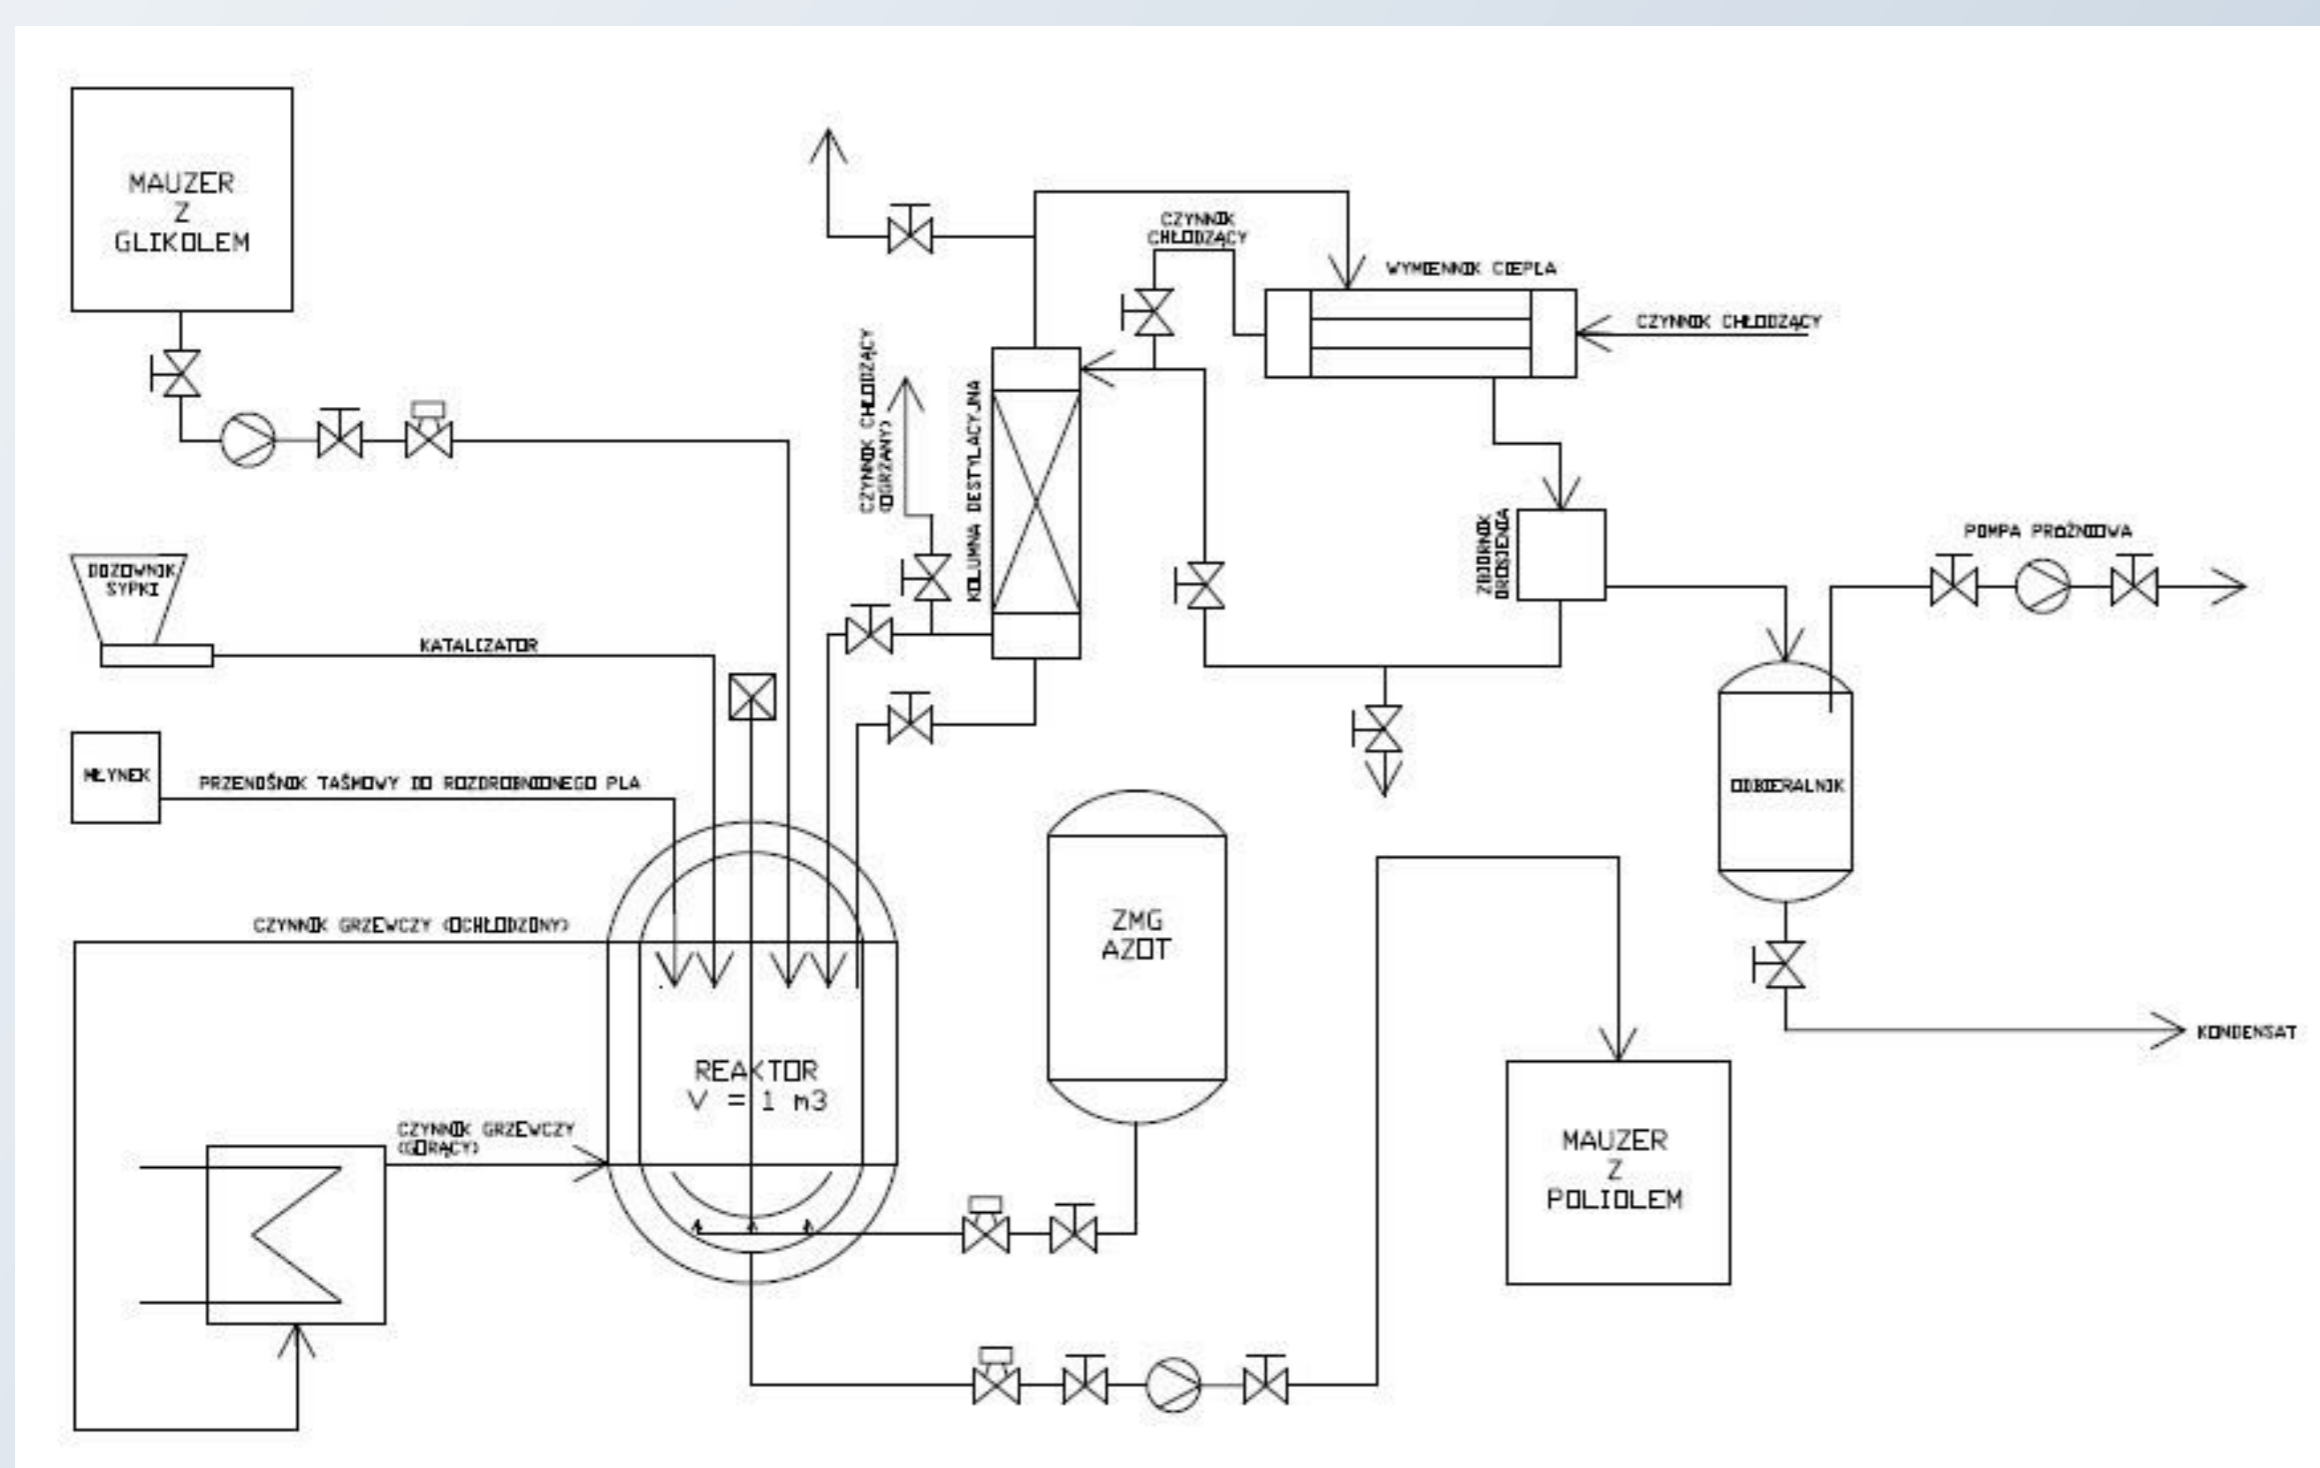 MAUZER
Z
GLIKOLEM
CZYNNIK
CHŁODZĄCY
WYMIENNIK CIEPŁA
CZYNNIK CHŁODZĄCY
CZYNNIK CHŁODZĄCY
(OGRZANY)
KOLUMNA DESTYLACYJNA
ZBIORNIK
OROSIENIA
POMPA PRÓŻNIOWA
DOZOWNIK
SYPKI
KATALIZATOR
MŁYNEK
PRZENOŚNIK TAŚMOWY DO ROZDROBNIONEGO PLA
ODBIERALNIK
CZYNNIK GRZEWCZY (OCHŁODZONY)
ZMG
AZOT
REAKTOR
V = 1 m3
KONDENSAT
CZYNNIK GRZEWCZY
(GORĄCY)
MAUZER
Z
POLIOLEM